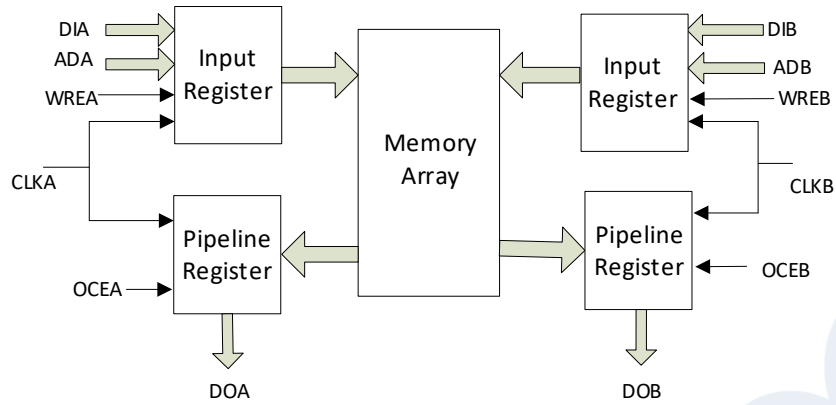 DIA
ADA
WREA
CLKA
OCEA
Input
Register
Pipeline
Register
DOA
Memory
Array
Input
Register
Pipeline
Register
DOB
DIB
ADB
WREB
CLKB
OCEB